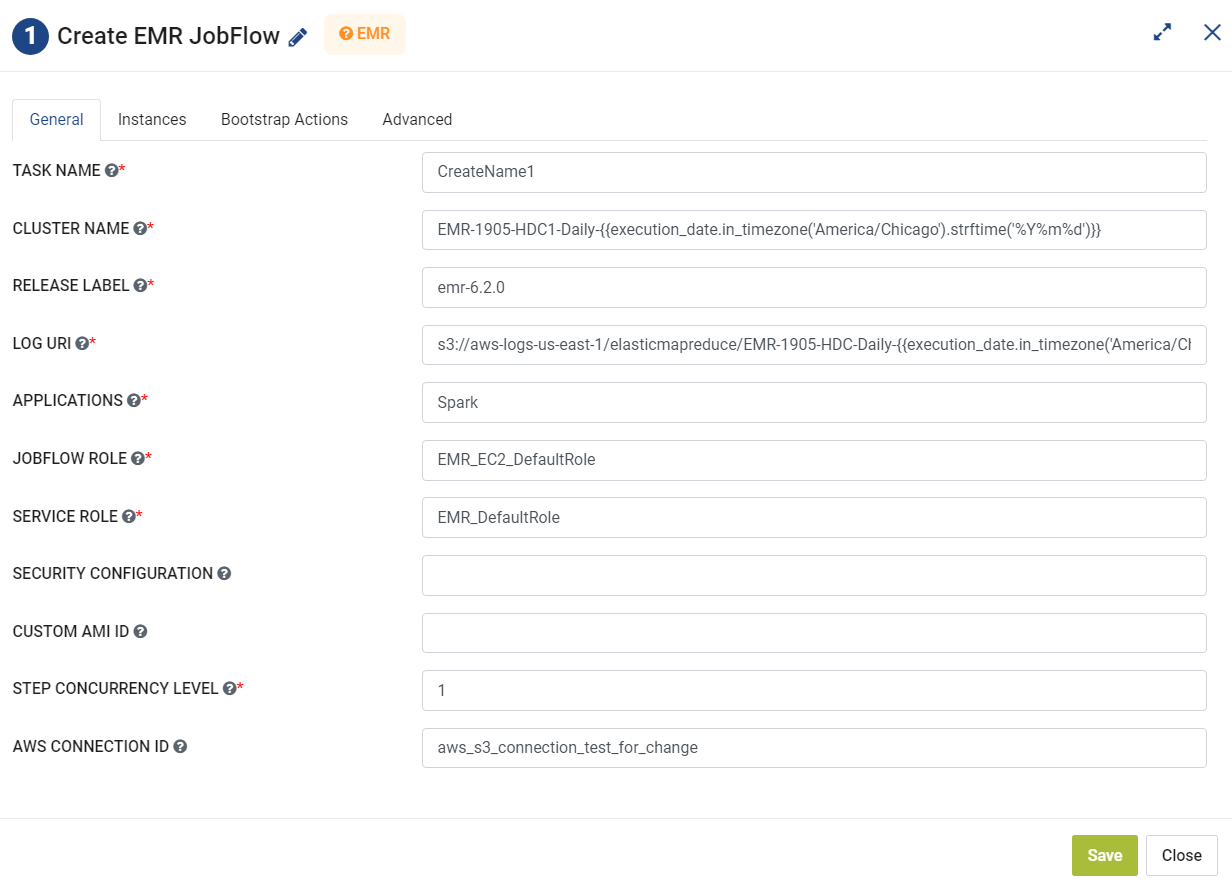 1 Create EMR JobFlow EMR
General Instances Bootstrap Actions Advanced
TASK NAME * CreateName1
CLUSTER NAME * EMR-1905-HDC1-Daily-{{execution_date.in_timezone('America/Chicago').strftime('%Y%m%d')}}
RELEASE LABEL * emr-6.2.0
LOG URI * s3://aws-logs-us-east-1/elasticmapreduce/EMR-1905-HDC-Daily-{{execution_date.in_timezone('America/Ch
APPLICATIONS * Spark
JOBFLOW ROLE * EMR_EC2_DefaultRole
SERVICE ROLE * EMR_DefaultRole
SECURITY CONFIGURATION
CUSTOM AMI ID
STEP CONCURRENCY LEVEL * 1
AWS CONNECTION ID aws_s3_connection_test_for_change
Save Close